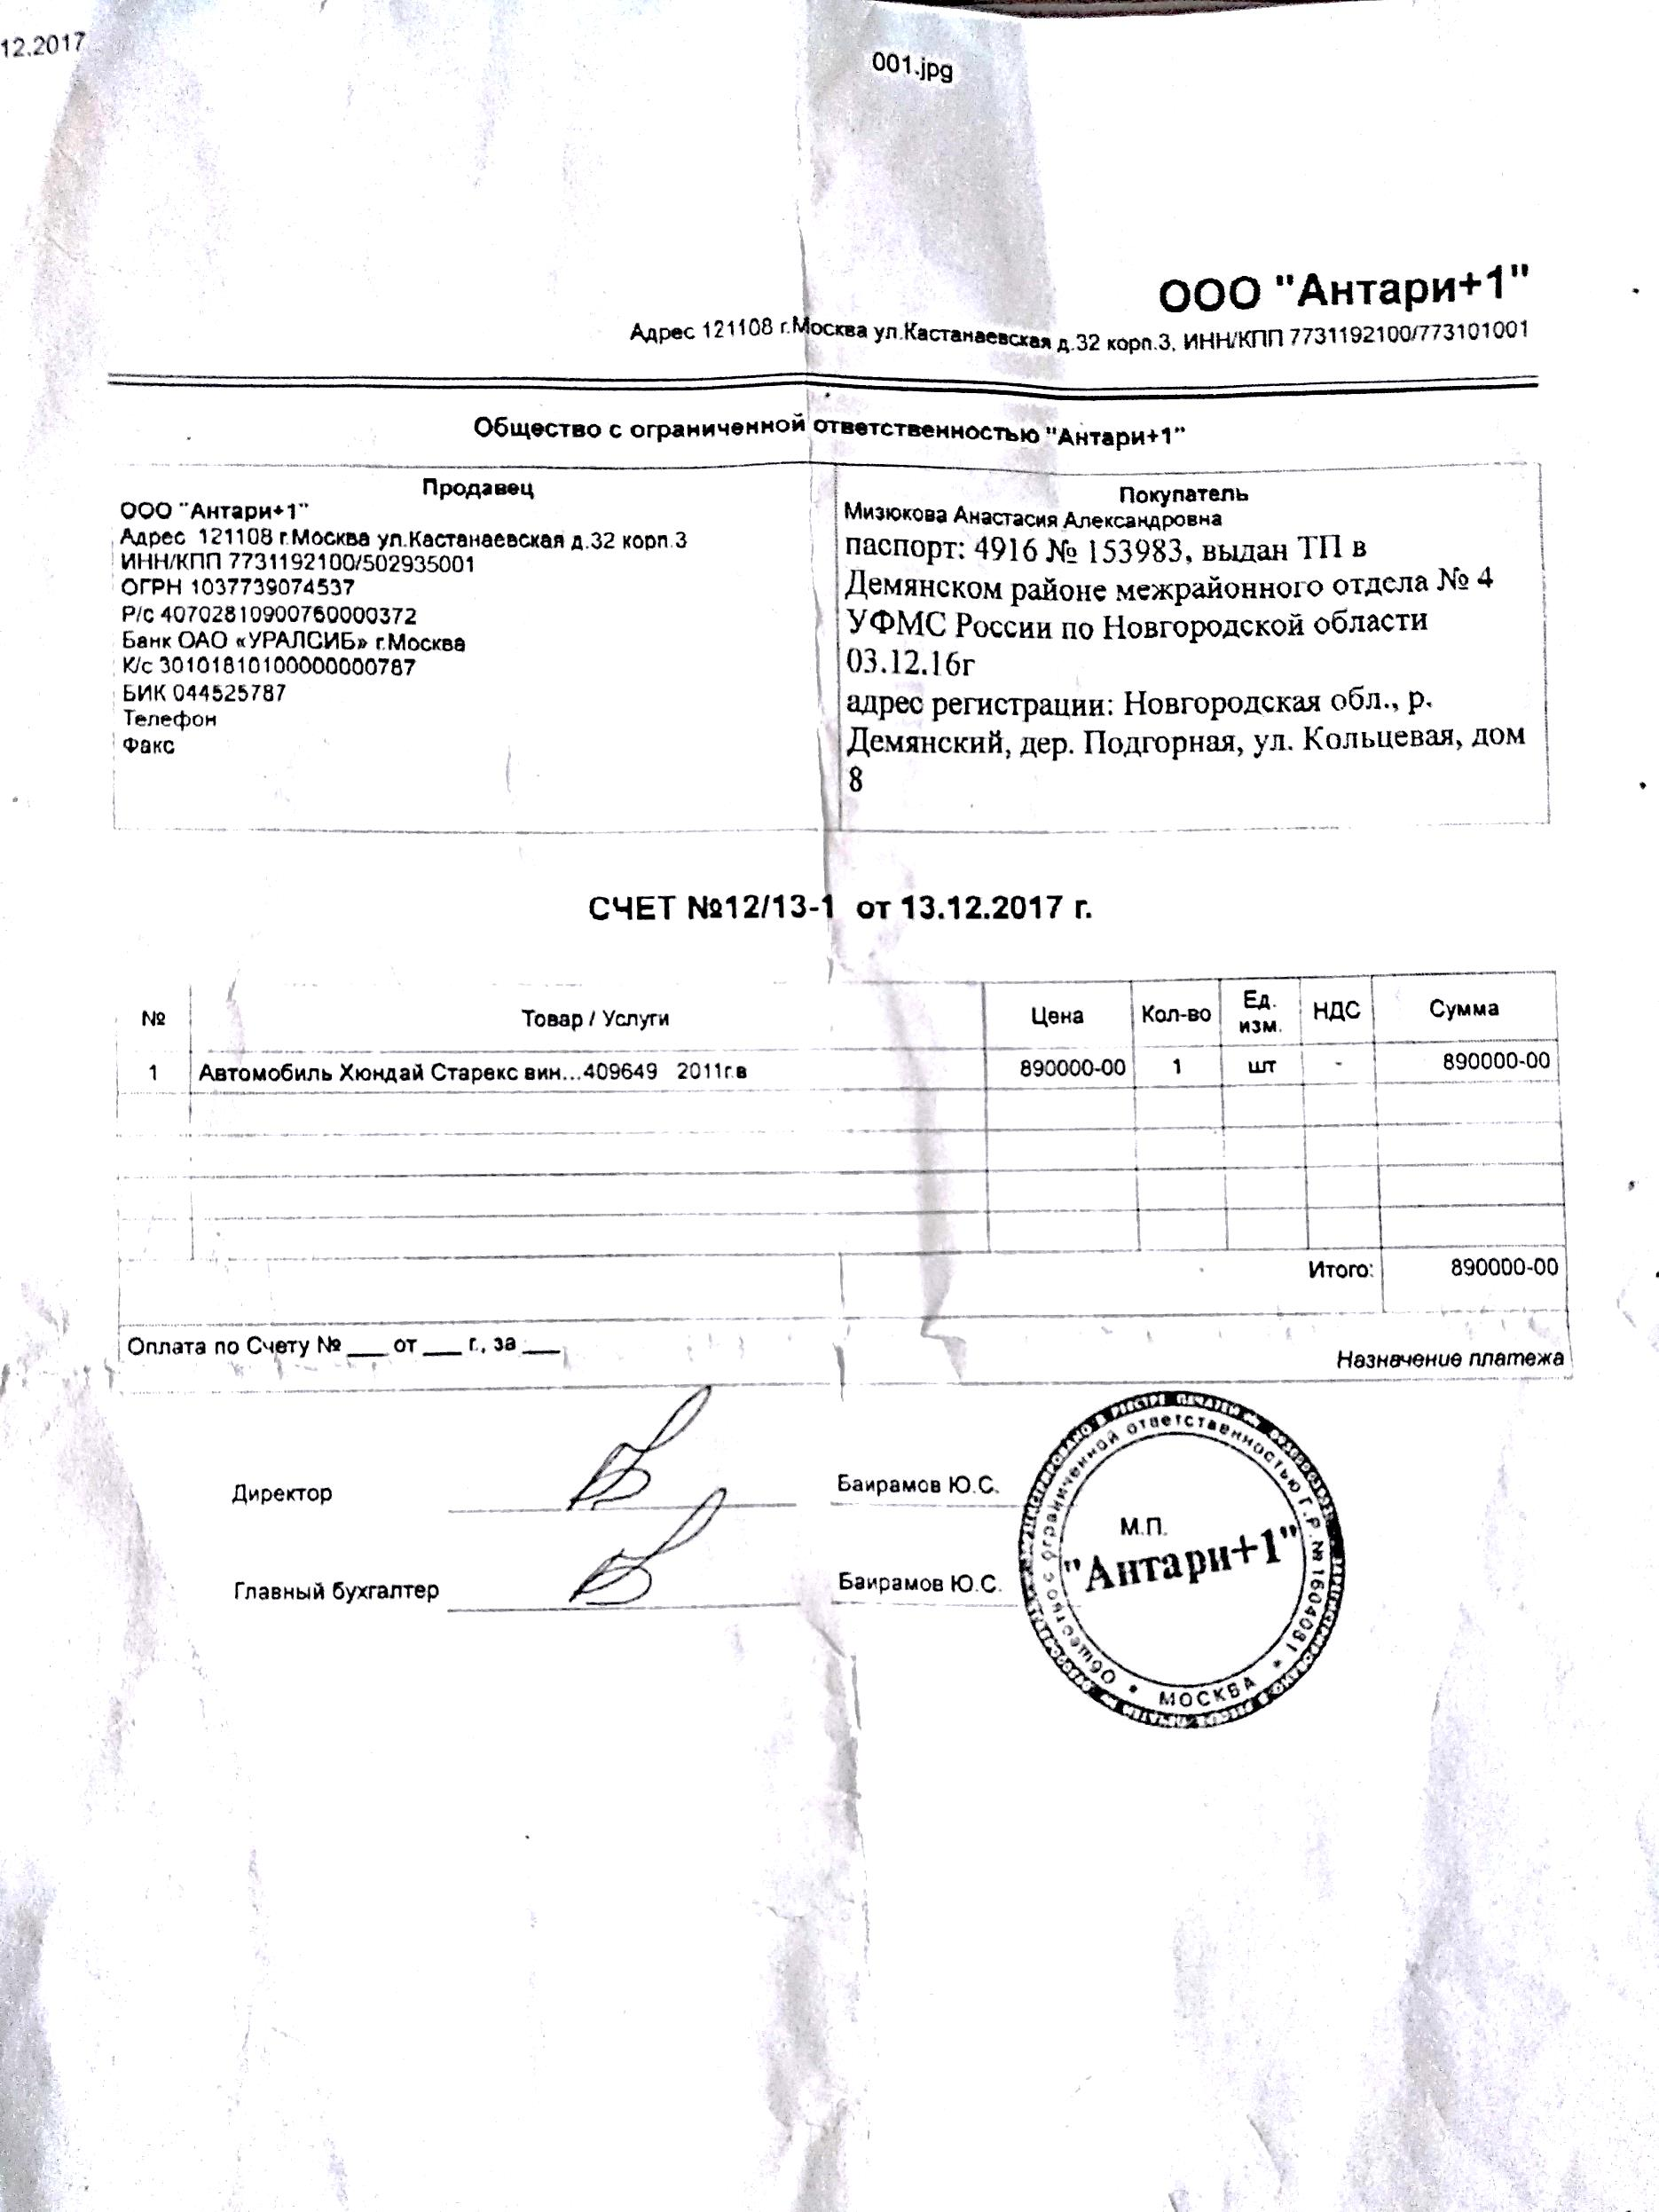 12.2017
001.jpg
ООО "Антари+1"
Адрес 121108 г.Москва ул.Кастанаевская д.32 корп.3, ИНН/КПП 7731192100/773101001
Общество с ограниченной ответственностью "Антари+1"
Продавец
ООО "Антари+1"
Адрес 121108 г.Москва ул.Кастанаевская д.32 корп.3
ИНН/КПП 7731192100/502935001
ОГРН 1037739074537
Р/с 40702810900760000372
Банк ОАО «УРАЛСИБ» г.Москва
К/с 30101810100000000787
БИК 044525787
Телефон
Факс
Покупатель
Мизюкова Анастасия Александровна
паспорт: 4916 № 153983, выдан ТП в
Демянском районе межрайонного отдела № 4
УФМС России по Новгородской области
03.12.16г
адрес регистрации: Новгородская обл., р.
Демянский, дер. Подгорная, ул. Кольцевая, дом
8
СЧЕТ №12/13-1 от 13.12.2017 г.
№ Товар / Услуги Цена Кол-во Ед. изм. НДС Сумма
1 Автомобиль Хюндай Старекс вин...409649 2011г.в 890000-00 1 шт - 890000-00
Итого: 890000-00
Оплата по Счету № ___ от ___ г., за ___
Назначение платежа
Директор Баирамов Ю.С.
Главный бухгалтер Баирамов Ю.С.
М.П.
"Антари+1"
Общество с ограниченной ответственностью Г.Р.№ 1604081
* МОСКВА *